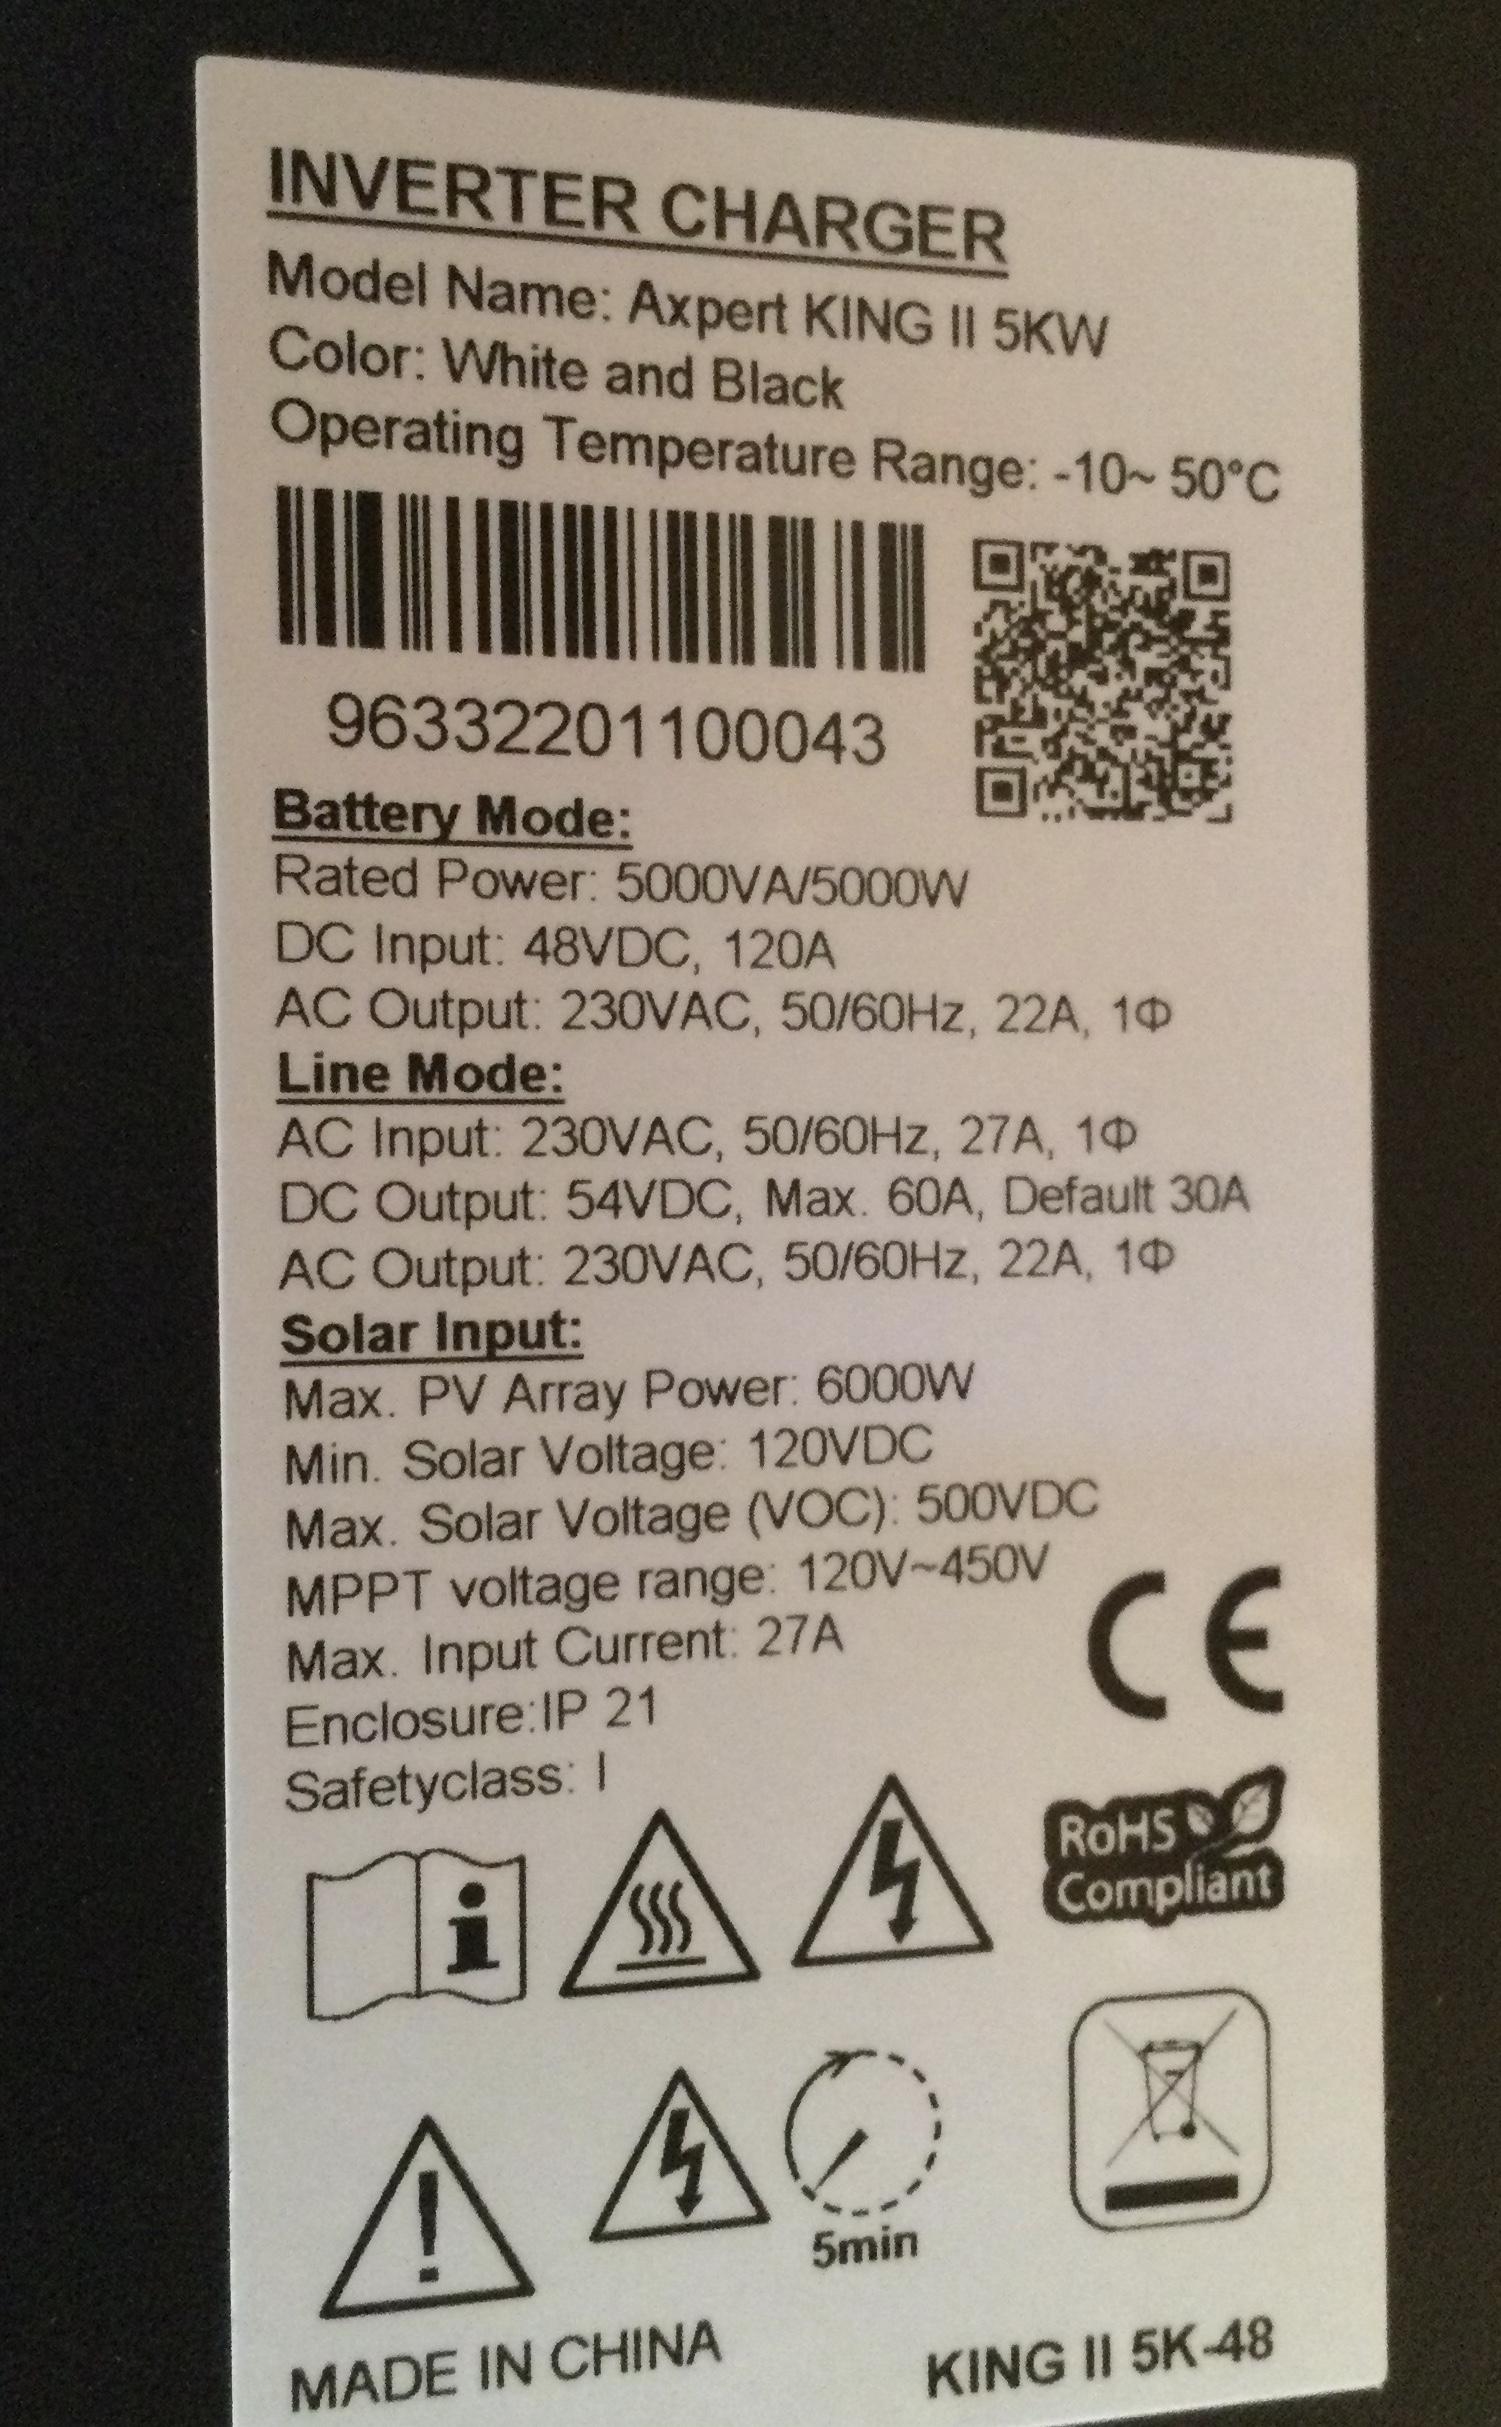 INVERTER CHARGER
Model Name: Axpert KING II 5KW
Color: White and Black
Operating Temperature Range: -10~ 50°C
96332201100043
Battery Mode:
Rated Power: 5000VA/5000W
DC Input: 48VDC, 120A
AC Output: 230VAC, 50/60Hz, 22A, 1Φ
Line Mode:
AC Input: 230VAC, 50/60Hz, 27A, 1Φ
DC Output: 54VDC, Max. 60A, Default 30A
AC Output: 230VAC, 50/60Hz, 22A, 1Φ
Solar Input:
Max. PV Array Power: 6000W
Min. Solar Voltage: 120VDC
Max. Solar Voltage (VOC): 500VDC
MPPT voltage range: 120V~450V
Max. Input Current: 27A
Enclosure:IP 21
Safetyclass: I
CE
RoHS
Compliant
5min
MADE IN CHINA
KING II 5K-48